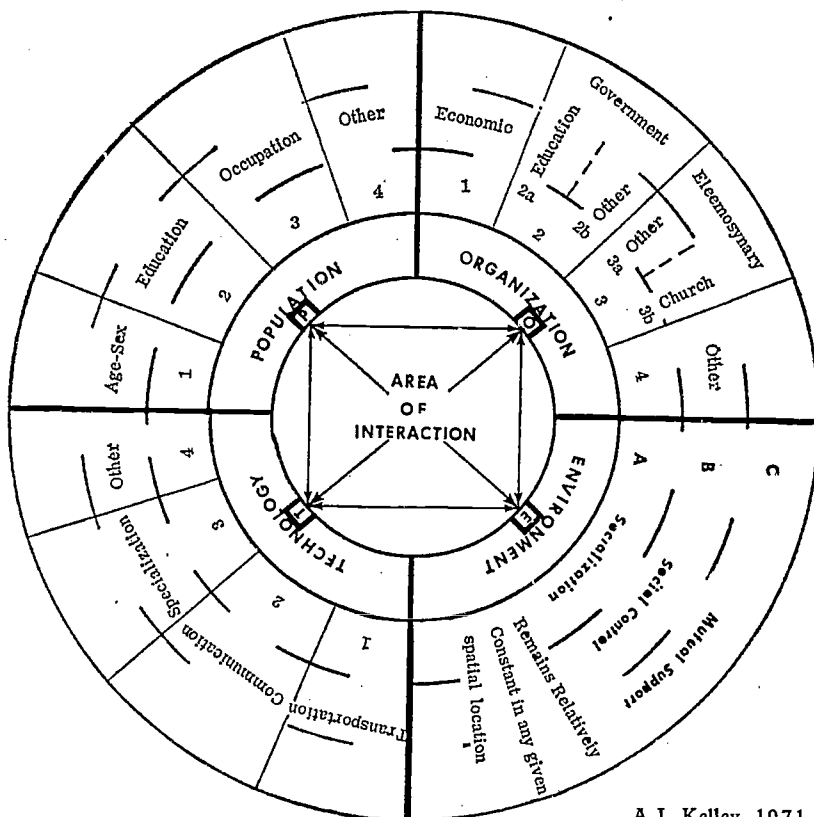 POPULATION
P
Age-Sex
1
Education
2
Occupation
3
Other
4
ORGANIZATION
O
Economic
1
Government
Education
2a
Other
2b
2
Eleemosynary
Other
3a
Church
3b
3
Other
4
ENVIRONMENT
E
A
B
C
Socialization
Social Control
Mutual Support
Remains Relatively
Constant in any given
spatial location
TECHNOLOGY
T
Transportation
1
Communication
2
Specialization
3
Other
4
AREA
OF
INTERACTION
A.J. Kelley, 1971